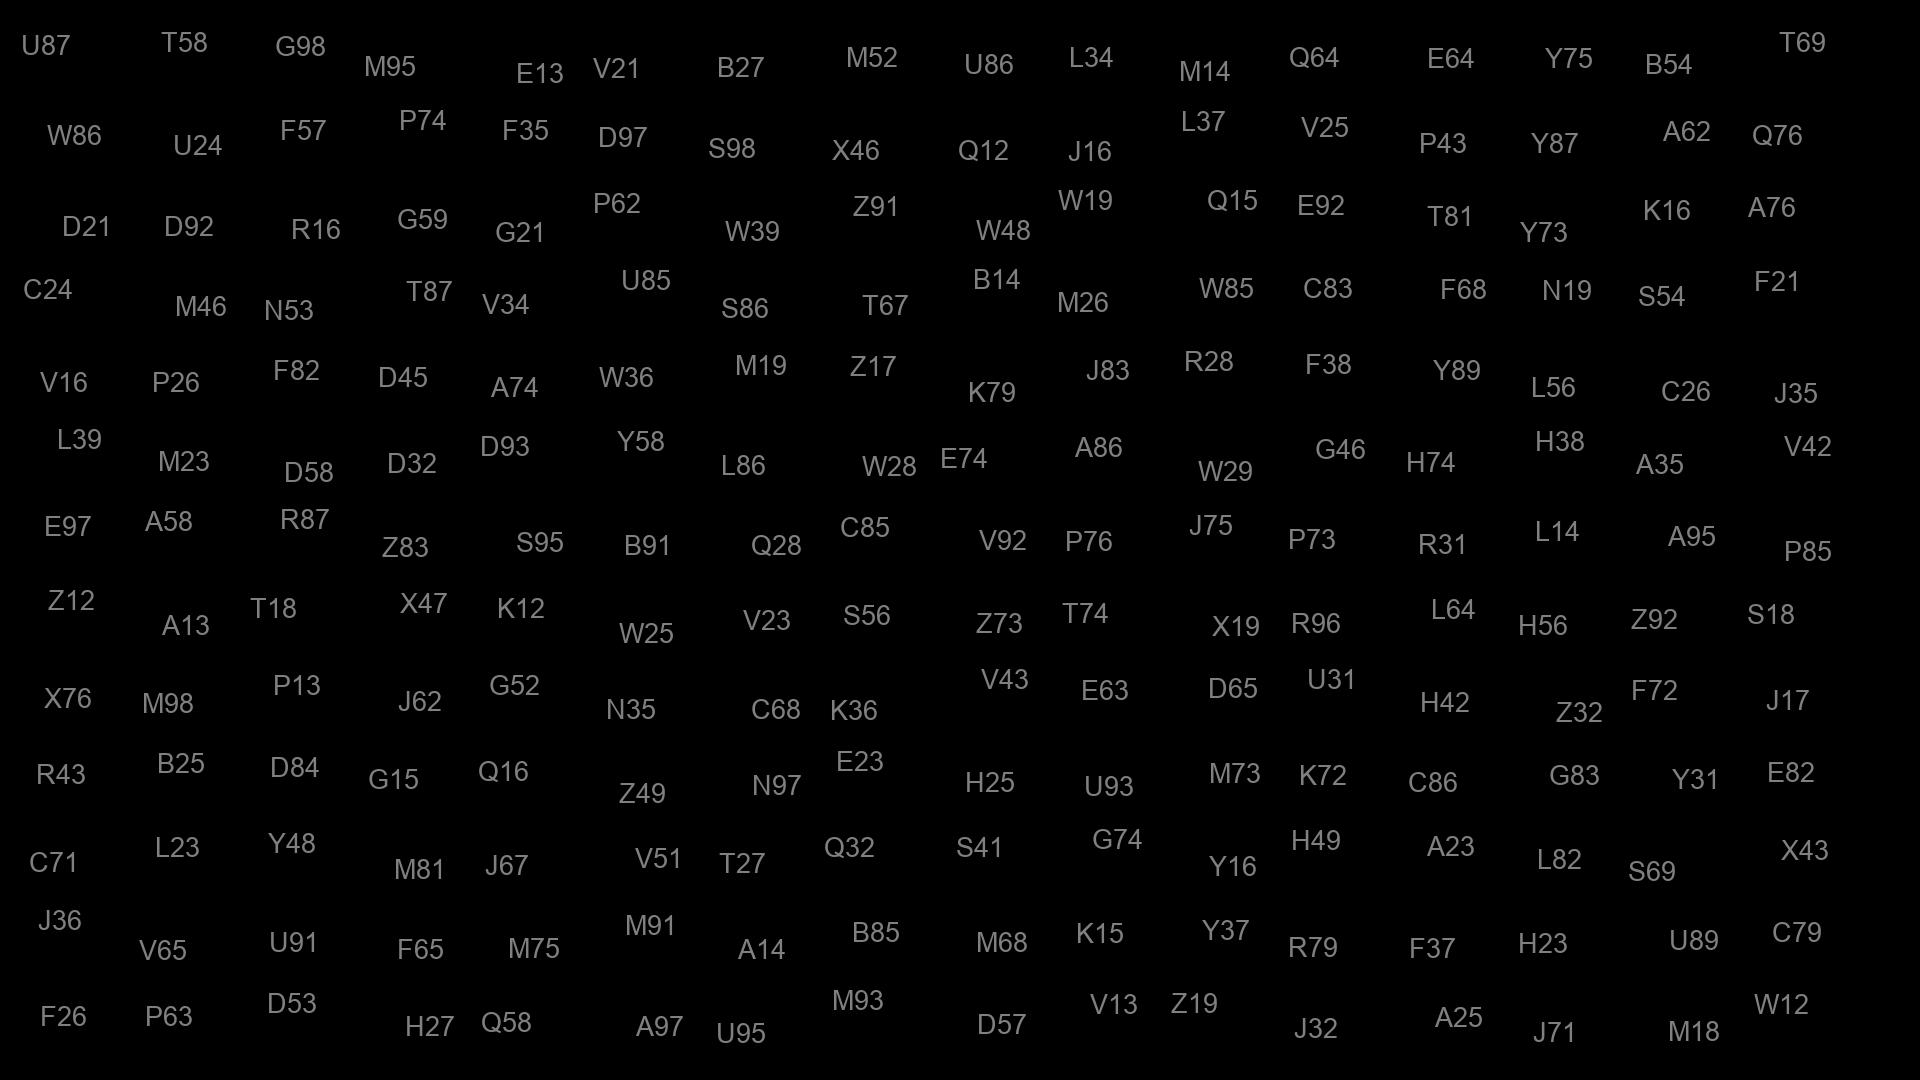 U87 T58 G98 M95 E13 V21 B27 M52 U86 L34 M14 Q64 E64 Y75 B54 T69
W86 U24 F57 P74 F35 D97 S98 X46 Q12 J16 L37 V25 P43 Y87 A62 Q76
D21 D92 R16 G59 G21 P62 W39 Z91 W48 W19 Q15 E92 T81 Y73 K16 A76
C24 M46 N53 T87 V34 U85 S86 T67 B14 M26 W85 C83 F68 N19 S54 F21
V16 P26 F82 D45 A74 W36 M19 Z17 K79 J83 R28 F38 Y89 L56 C26 J35
L39 M23 D58 D32 D93 Y58 L86 W28 E74 A86 W29 G46 H74 H38 A35 V42
E97 A58 R87 Z83 S95 B91 Q28 C85 V92 P76 J75 P73 R31 L14 A95 P85
Z12 A13 T18 X47 K12 W25 V23 S56 Z73 T74 X19 R96 L64 H56 Z92 S18
X76 M98 P13 J62 G52 N35 C68 K36 V43 E63 D65 U31 H42 Z32 F72 J17
R43 B25 D84 G15 Q16 Z49 N97 E23 H25 U93 M73 K72 C86 G83 Y31 E82
C71 L23 Y48 M81 J67 V51 T27 Q32 S41 G74 Y16 H49 A23 L82 S69 X43
J36 V65 U91 F65 M75 M91 A14 B85 M68 K15 Y37 R79 F37 H23 U89 C79
F26 P63 D53 H27 Q58 A97 U95 M93 D57 V13 Z19 J32 A25 J71 M18 W12